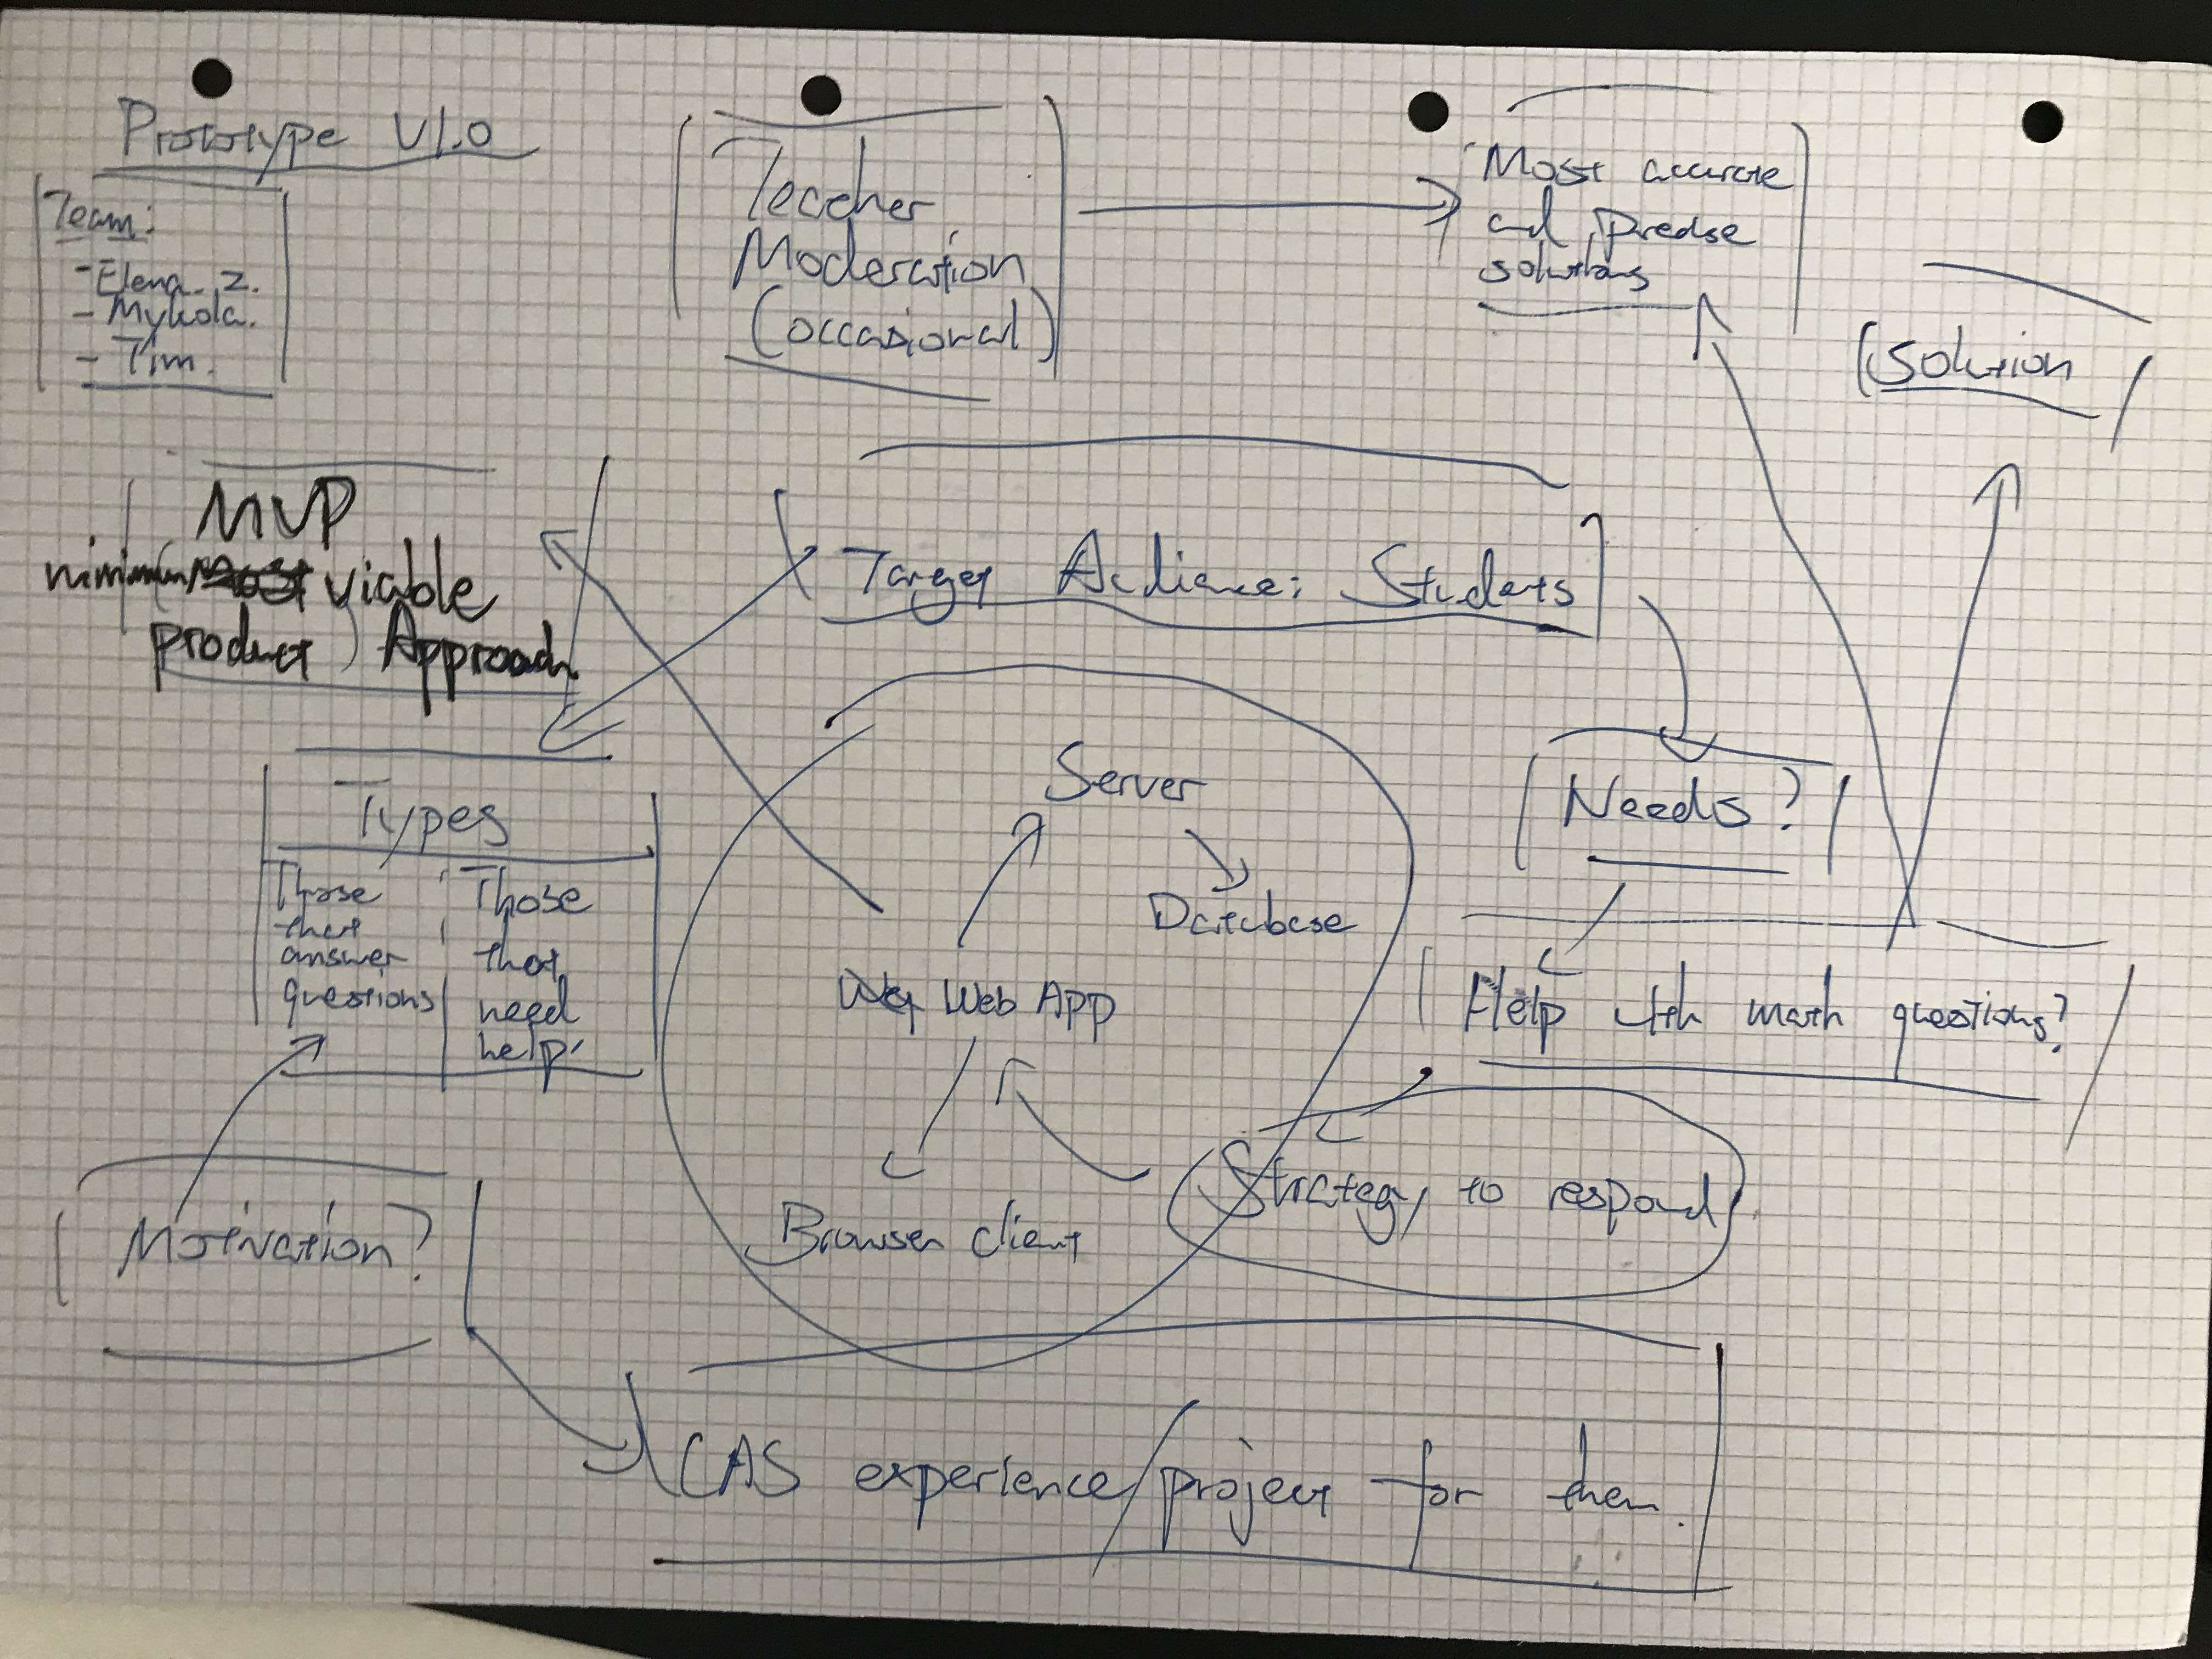 Prototype V1.0
Team:
- Elena Z.
- Mykola.
- Tim.
Teacher
Moderation
(occasional)
Most accurate
and precise
solutions
Solution
MVP
minimum viable
product) Approach
Target Audience: Students
Types
Those
that
answer
questions
Those
that
need
help
Server
Database
Web App
Browser client
Needs?
Help with math questions?
Strategy to respond
Motivation?
CAS experience/project for them.